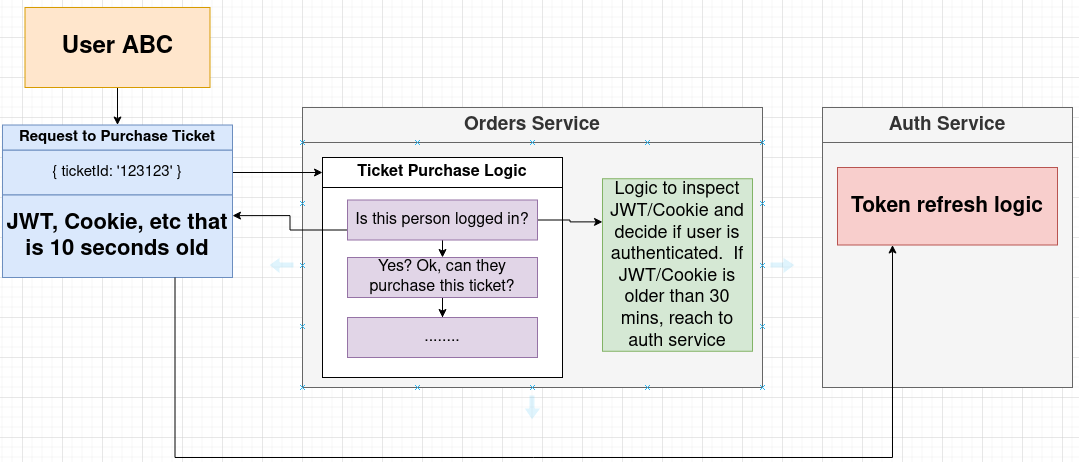 User ABC
Request to Purchase Ticket
{ ticketId: '123123' }
JWT, Cookie, etc that
is 10 seconds old
Orders Service
Ticket Purchase Logic
Is this person logged in?
Yes? Ok, can they
purchase this ticket?
........
Logic to inspect
JWT/Cookie and
decide if user is
authenticated.  If
JWT/Cookie is
older than 30
mins, reach to
auth service
Auth Service
Token refresh logic